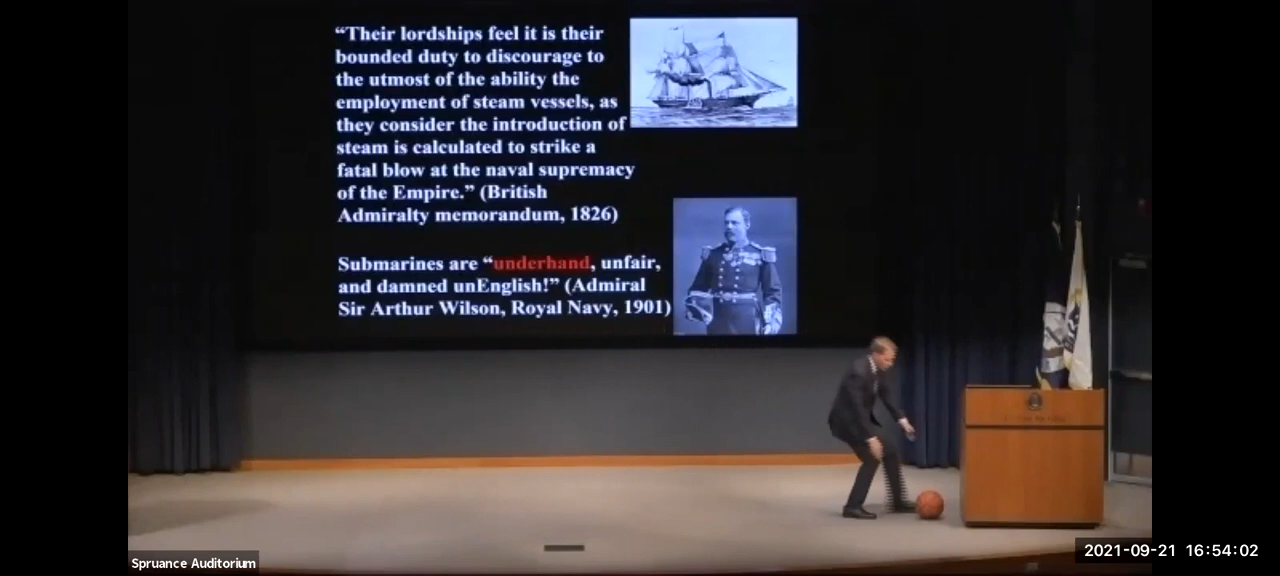 “Their lordships feel it is their
bounded duty to discourage to
the utmost of the ability the
employment of steam vessels, as
they consider the introduction of
steam is calculated to strike a
fatal blow at the naval supremacy
of the Empire.” (British
Admiralty memorandum, 1826)
Submarines are “underhand, unfair,
and damned unEnglish!” (Admiral
Sir Arthur Wilson, Royal Navy, 1901)
Spruance Auditorium
2021-09-21 16:54:02